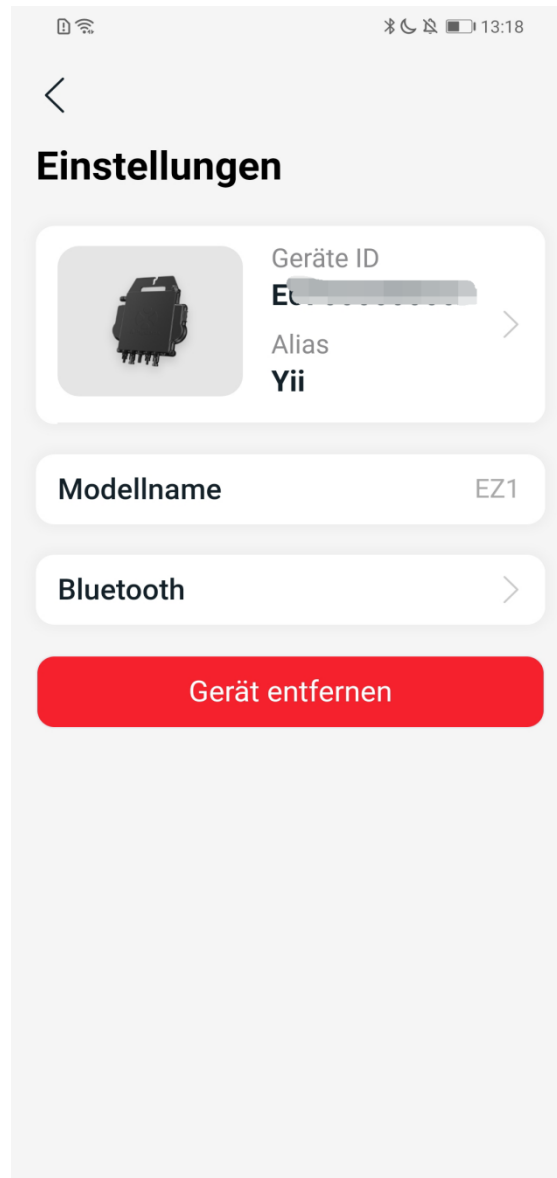 13:18
Einstellungen
Geräte ID
Alias
Yii
Modellname
EZ1
Bluetooth
Gerät entfernen